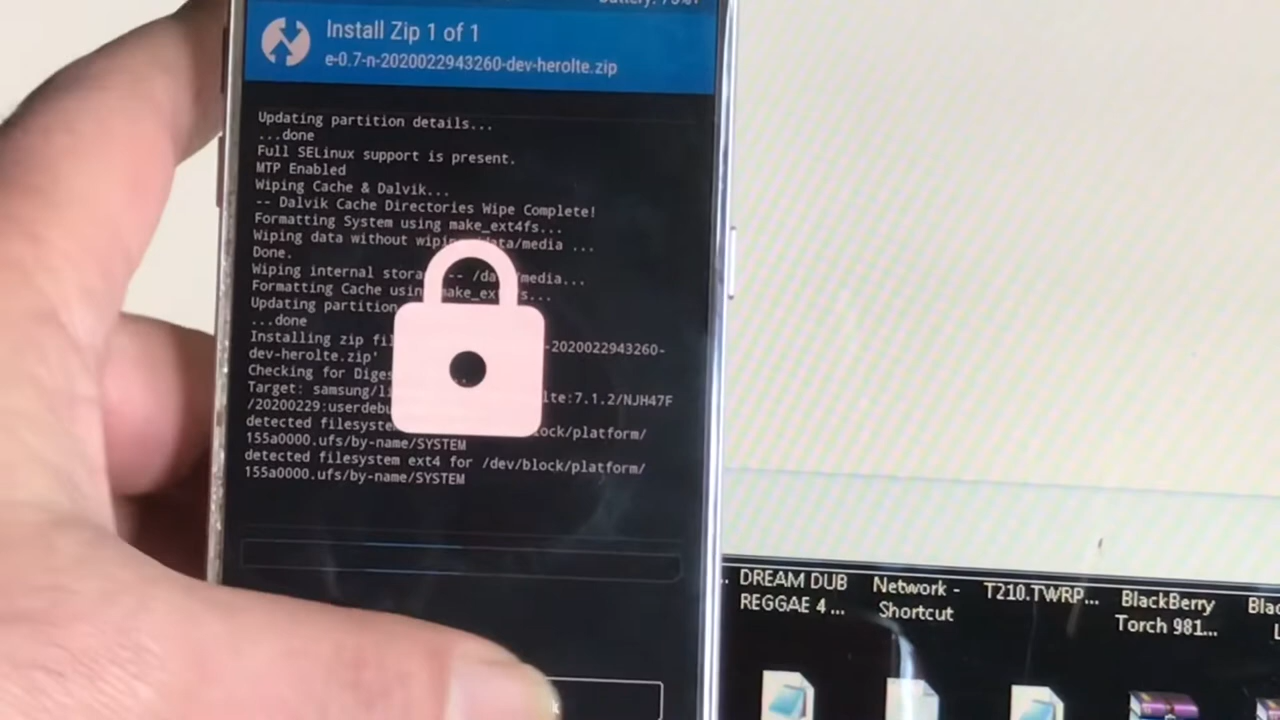 Battery: 
Install Zip 1 of 1
e-0.7-n-2020022943260-dev-herolte.zip
Updating partition details...
...done
Full SELinux support is present.
MTP Enabled
Wiping Cache & Dalvik...
-- Dalvik Cache Directories Wipe Complete!
Formatting System using make_ext4fs...
Wiping data without wiping /data/media ...
Done.
Wiping internal storage -- /data/media...
Formatting Cache using make_ext4fs...
Updating partition
...done
Installing zip -2020022943260-
dev-herolte.zip'
Checking for
Target: lte:7.1.2/NJH47F
/20200229:
detected /platform/
155a0000.ufs/by-name/SYSTEM
detected filesystem ext4 for /dev/block/platform/
155a0000.ufs/by-name/SYSTEM
DREAM DUB
REGGAE 4 ...
Network -
Shortcut
T210.TWRP...
BlackBerry
Torch 981...